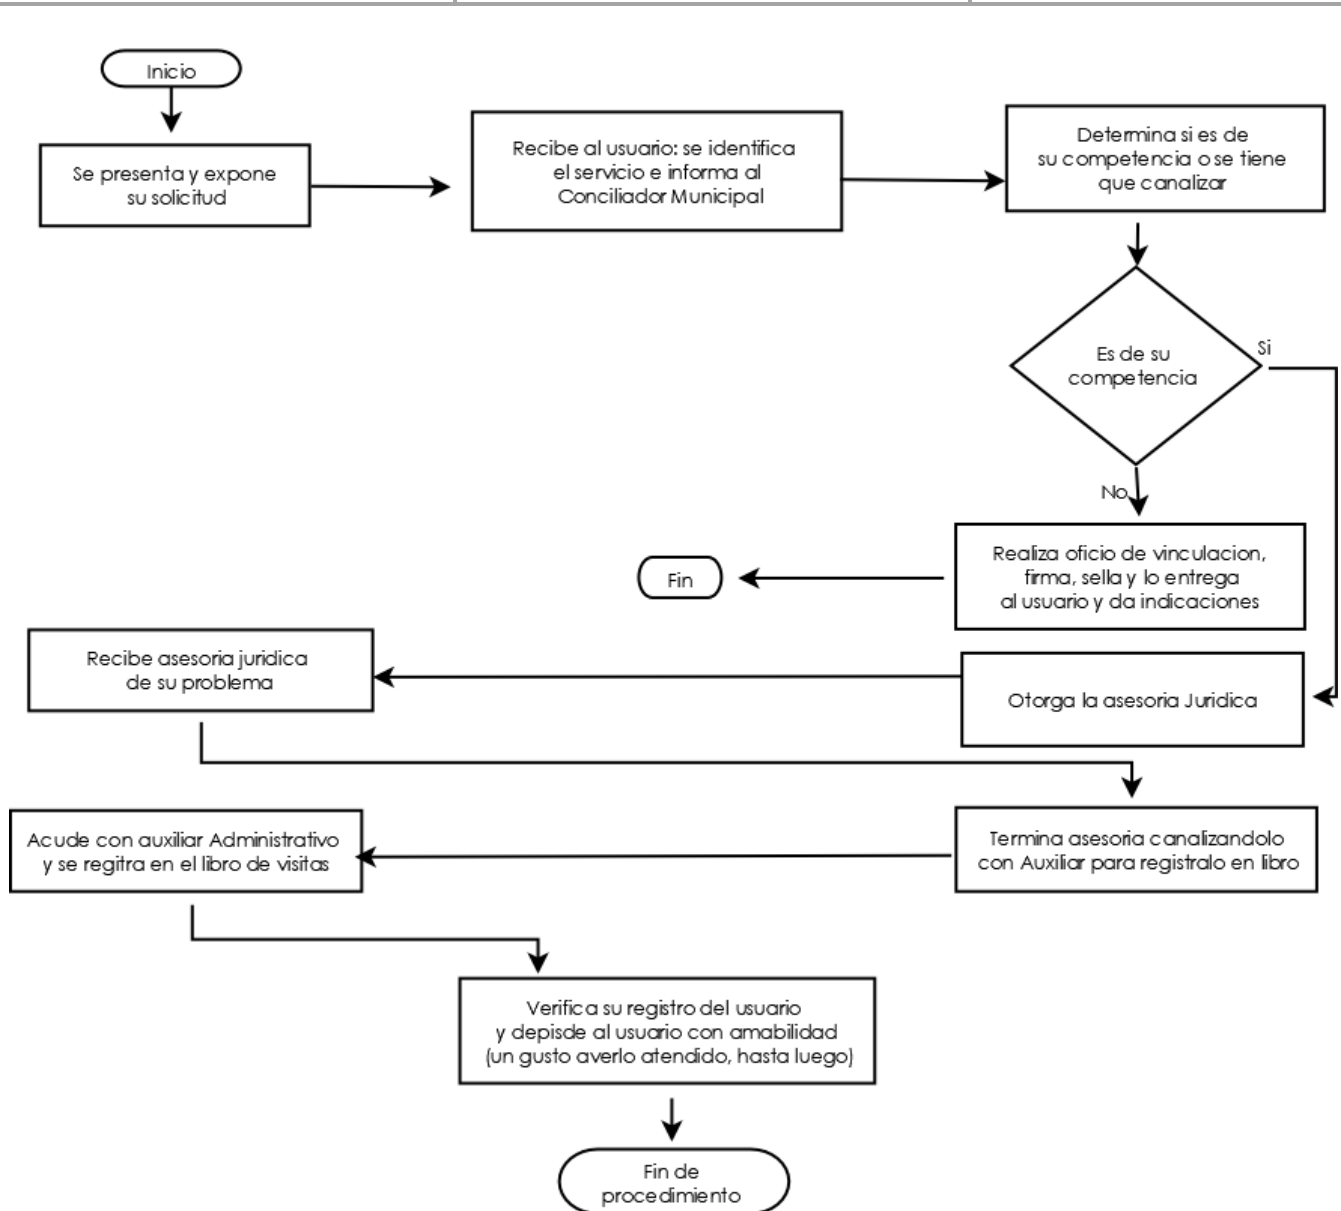 Inicio
Se presenta y expone
su solicitud
Recibe al usuario: se identifica
el servicio e informa al
Conciliador Municipal
Determina si es de
su competencia o se tiene
que canalizar
Es de su
competencia
Si
No
Realiza oficio de vinculacion,
firma, sella y lo entrega
al usuario y da indicaciones
Fin
Otorga la asesoria Juridica
Recibe asesoria juridica
de su problema
Termina asesoria canalizandolo
con Auxiliar para registralo en libro
Acude con auxiliar Administrativo
y se regitra en el libro de visitas
Verifica su registro del usuario
y depisde al usuario con amabilidad
(un gusto averlo atendido, hasta luego)
Fin de
procedimiento